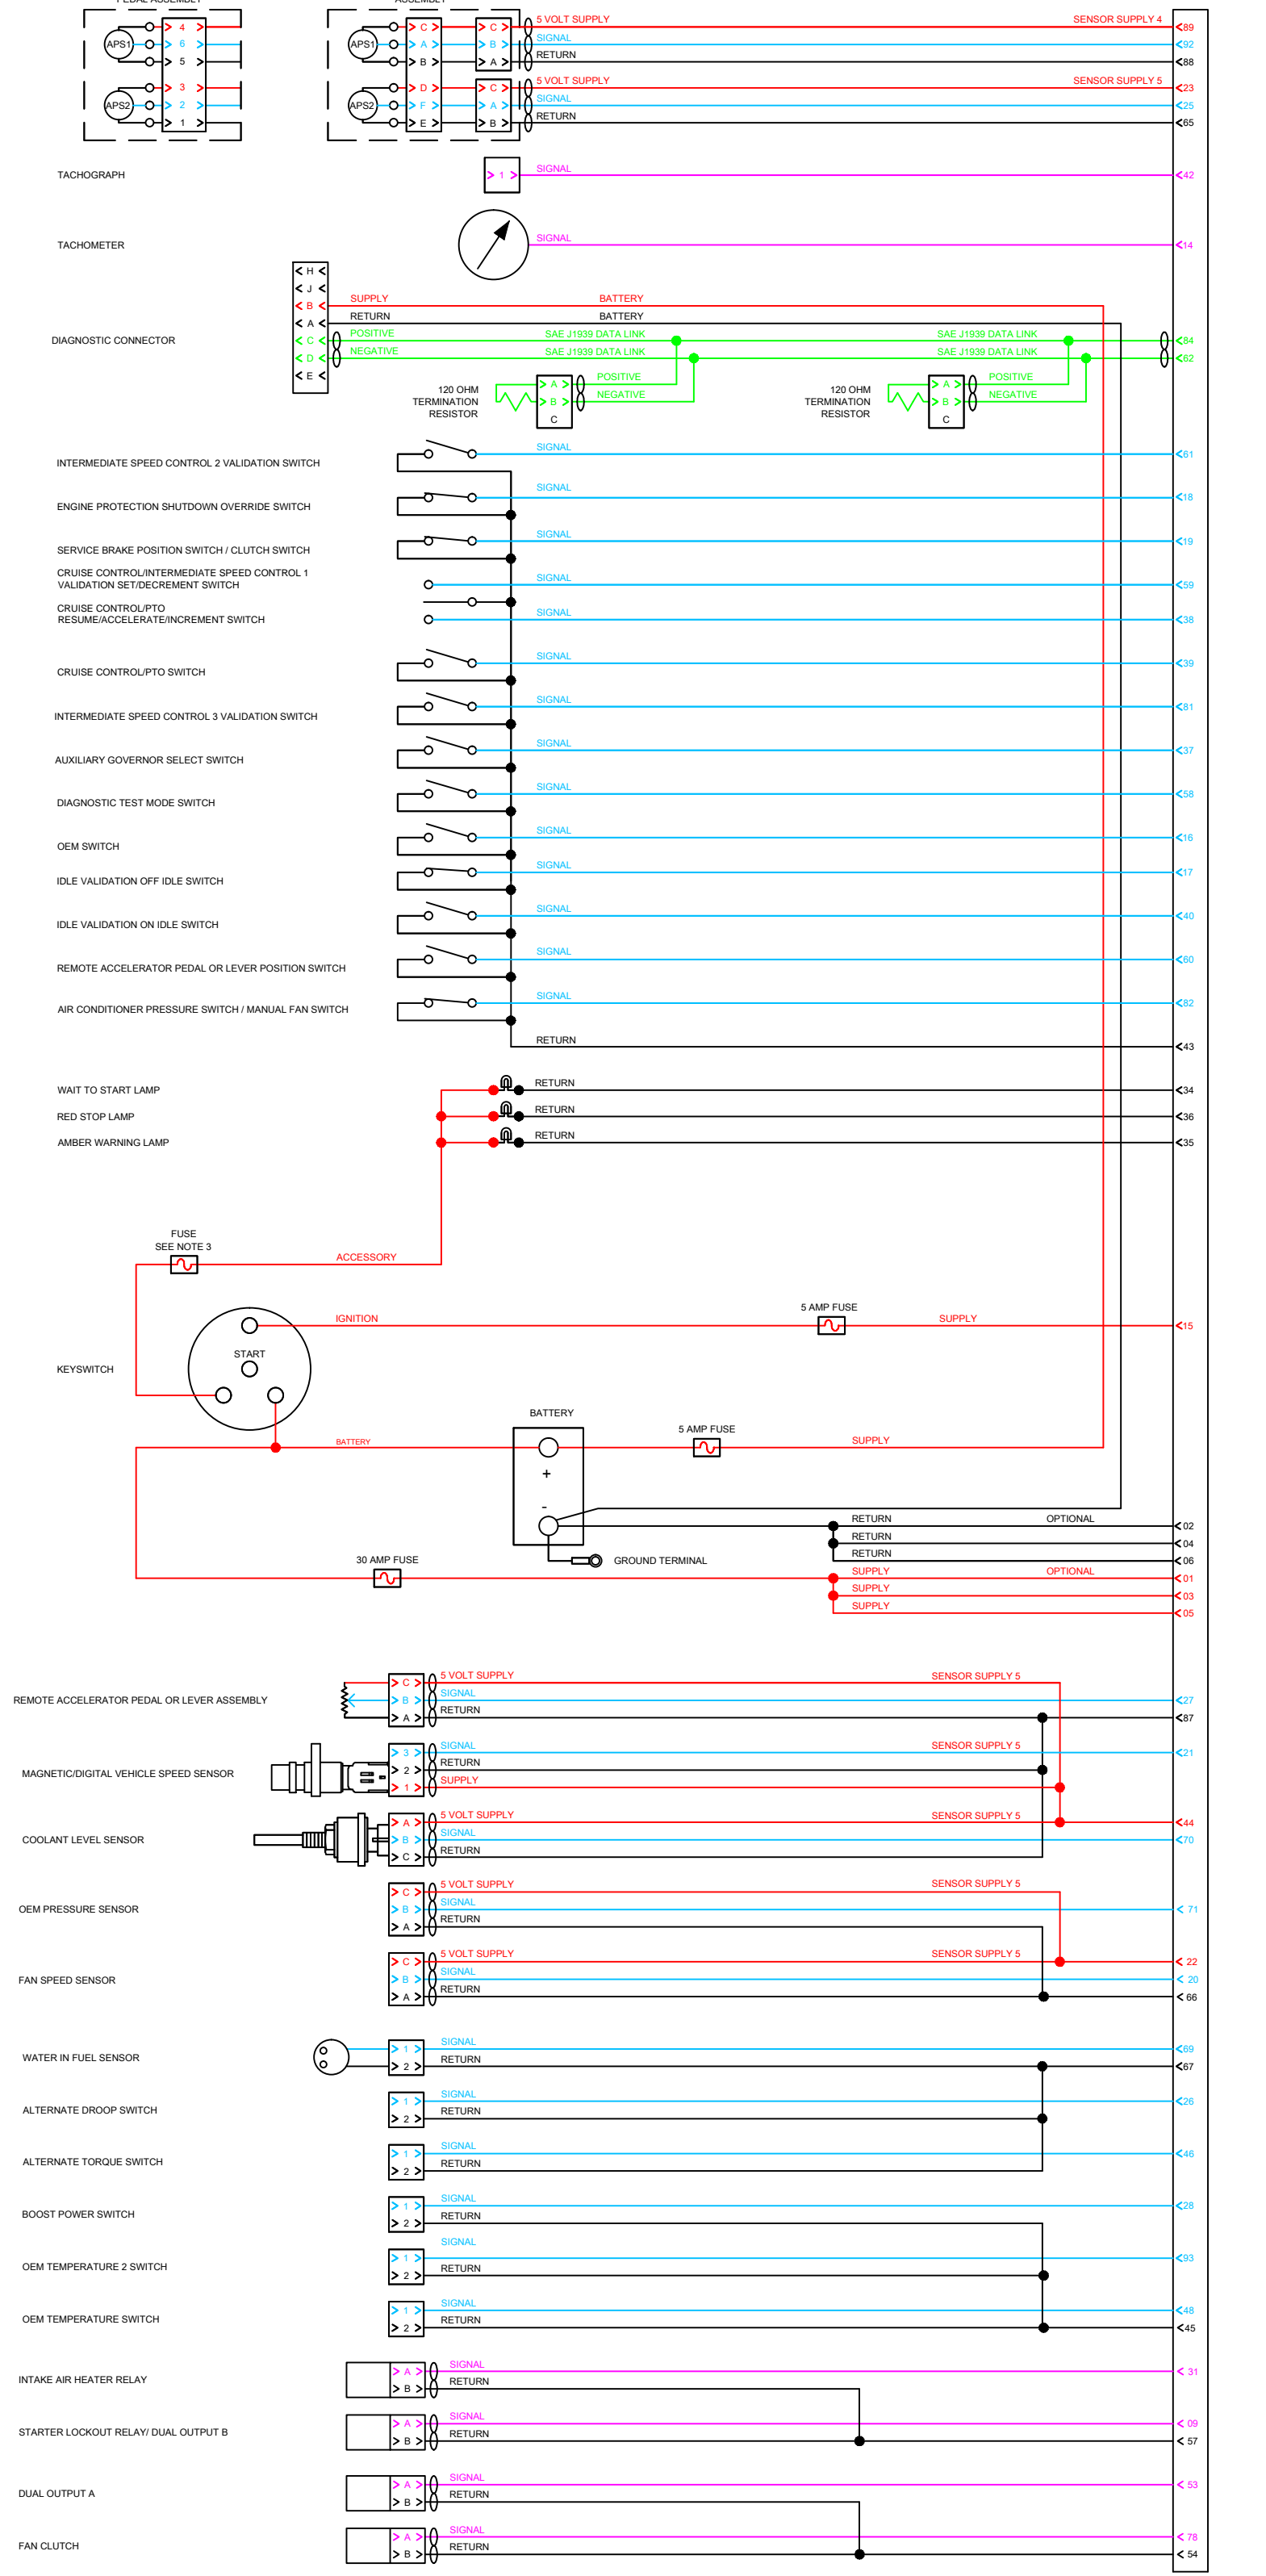 ASSEMBLY
4
6
5
APS1
3
2
1
APS2
APS1
C
A
B
C
B
A
5 VOLT SUPPLY SENSOR SUPPLY 4 89
SIGNAL 92
RETURN 88
APS2
D
F
E
C
A
B
5 VOLT SUPPLY SENSOR SUPPLY 5 23
SIGNAL 25
RETURN 65
TACHOGRAPH 1 SIGNAL 42
TACHOMETER SIGNAL 14
DIAGNOSTIC CONNECTOR
H
J
B SUPPLY BATTERY
A RETURN BATTERY
C POSITIVE SAE J1939 DATA LINK SAE J1939 DATA LINK 84
D NEGATIVE SAE J1939 DATA LINK SAE J1939 DATA LINK 62
E
120 OHM
TERMINATION
RESISTOR
A POSITIVE
B NEGATIVE
C
120 OHM
TERMINATION
RESISTOR
A POSITIVE
B NEGATIVE
C
INTERMEDIATE SPEED CONTROL 2 VALIDATION SWITCH SIGNAL 61
ENGINE PROTECTION SHUTDOWN OVERRIDE SWITCH SIGNAL 18
SERVICE BRAKE POSITION SWITCH / CLUTCH SWITCH SIGNAL 19
CRUISE CONTROL/INTERMEDIATE SPEED CONTROL 1
VALIDATION SET/DECREMENT SWITCH SIGNAL 59
CRUISE CONTROL/PTO
RESUME/ACCELERATE/INCREMENT SWITCH SIGNAL 38
CRUISE CONTROL/PTO SWITCH SIGNAL 39
INTERMEDIATE SPEED CONTROL 3 VALIDATION SWITCH SIGNAL 81
AUXILIARY GOVERNOR SELECT SWITCH SIGNAL 37
DIAGNOSTIC TEST MODE SWITCH SIGNAL 58
OEM SWITCH SIGNAL 16
IDLE VALIDATION OFF IDLE SWITCH SIGNAL 17
IDLE VALIDATION ON IDLE SWITCH SIGNAL 40
REMOTE ACCELERATOR PEDAL OR LEVER POSITION SWITCH SIGNAL 60
AIR CONDITIONER PRESSURE SWITCH / MANUAL FAN SWITCH SIGNAL 82
RETURN 43
WAIT TO START LAMP RETURN 34
RED STOP LAMP RETURN 36
AMBER WARNING LAMP RETURN 35
FUSE
SEE NOTE 3
ACCESSORY
IGNITION 5 AMP FUSE SUPPLY 15
START
KEYSWITCH
BATTERY
BATTERY 5 AMP FUSE SUPPLY
+
-
RETURN OPTIONAL 02
RETURN 04
RETURN 06
GROUND TERMINAL
30 AMP FUSE SUPPLY OPTIONAL 01
SUPPLY 03
SUPPLY 05
REMOTE ACCELERATOR PEDAL OR LEVER ASSEMBLY
C 5 VOLT SUPPLY SENSOR SUPPLY 5
B SIGNAL 27
A RETURN 87
MAGNETIC/DIGITAL VEHICLE SPEED SENSOR
3 SIGNAL SENSOR SUPPLY 5 21
2 RETURN
1 SUPPLY
COOLANT LEVEL SENSOR
A 5 VOLT SUPPLY SENSOR SUPPLY 5 44
B SIGNAL 70
C RETURN
OEM PRESSURE SENSOR
C 5 VOLT SUPPLY SENSOR SUPPLY 5
B SIGNAL 71
A RETURN
FAN SPEED SENSOR
C 5 VOLT SUPPLY SENSOR SUPPLY 5 22
B SIGNAL 20
A RETURN 66
WATER IN FUEL SENSOR
1 SIGNAL 69
2 RETURN 67
ALTERNATE DROOP SWITCH
1 SIGNAL 26
2 RETURN
ALTERNATE TORQUE SWITCH
1 SIGNAL 46
2 RETURN
BOOST POWER SWITCH
1 SIGNAL 28
2 RETURN
OEM TEMPERATURE 2 SWITCH
1 SIGNAL 93
2 RETURN
OEM TEMPERATURE SWITCH
1 SIGNAL 48
2 RETURN 45
INTAKE AIR HEATER RELAY
A SIGNAL 31
B RETURN
STARTER LOCKOUT RELAY/ DUAL OUTPUT B
A SIGNAL 09
B RETURN 57
DUAL OUTPUT A
A SIGNAL 53
B RETURN
FAN CLUTCH
A SIGNAL 78
B RETURN 54